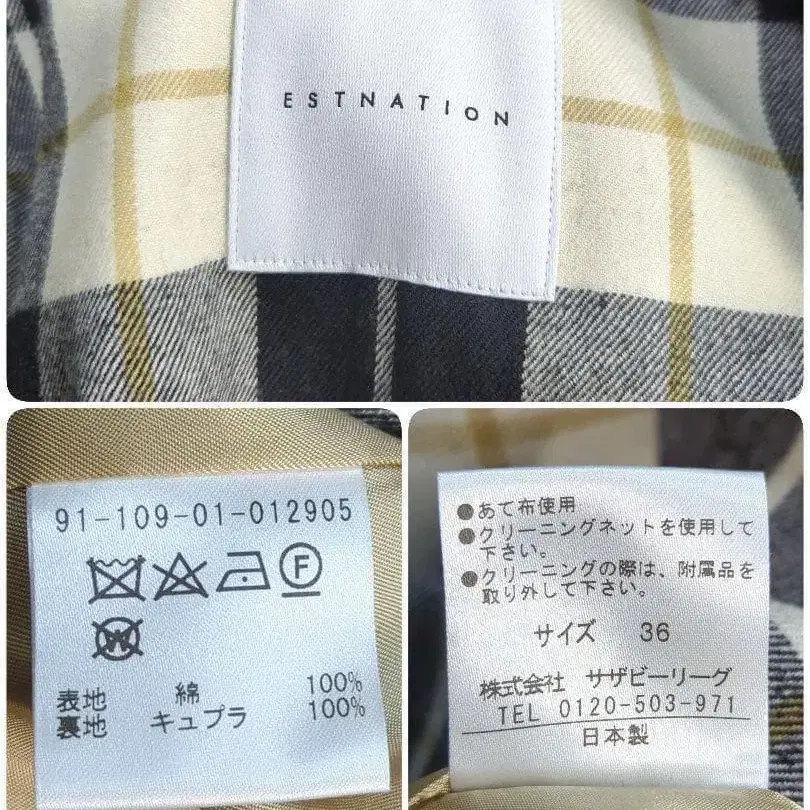 ESTNATION
91-109-01-012905
F
W
表地 綿 100%
裏地 キュプラ 100%
●あて布使用
●クリーニングネットを使用して
下さい。
●クリーニングの際は、附属品を
取り外して下さい。
サイズ 36
株式会社 サザビーリーグ
TEL 0120-503-971
日本製